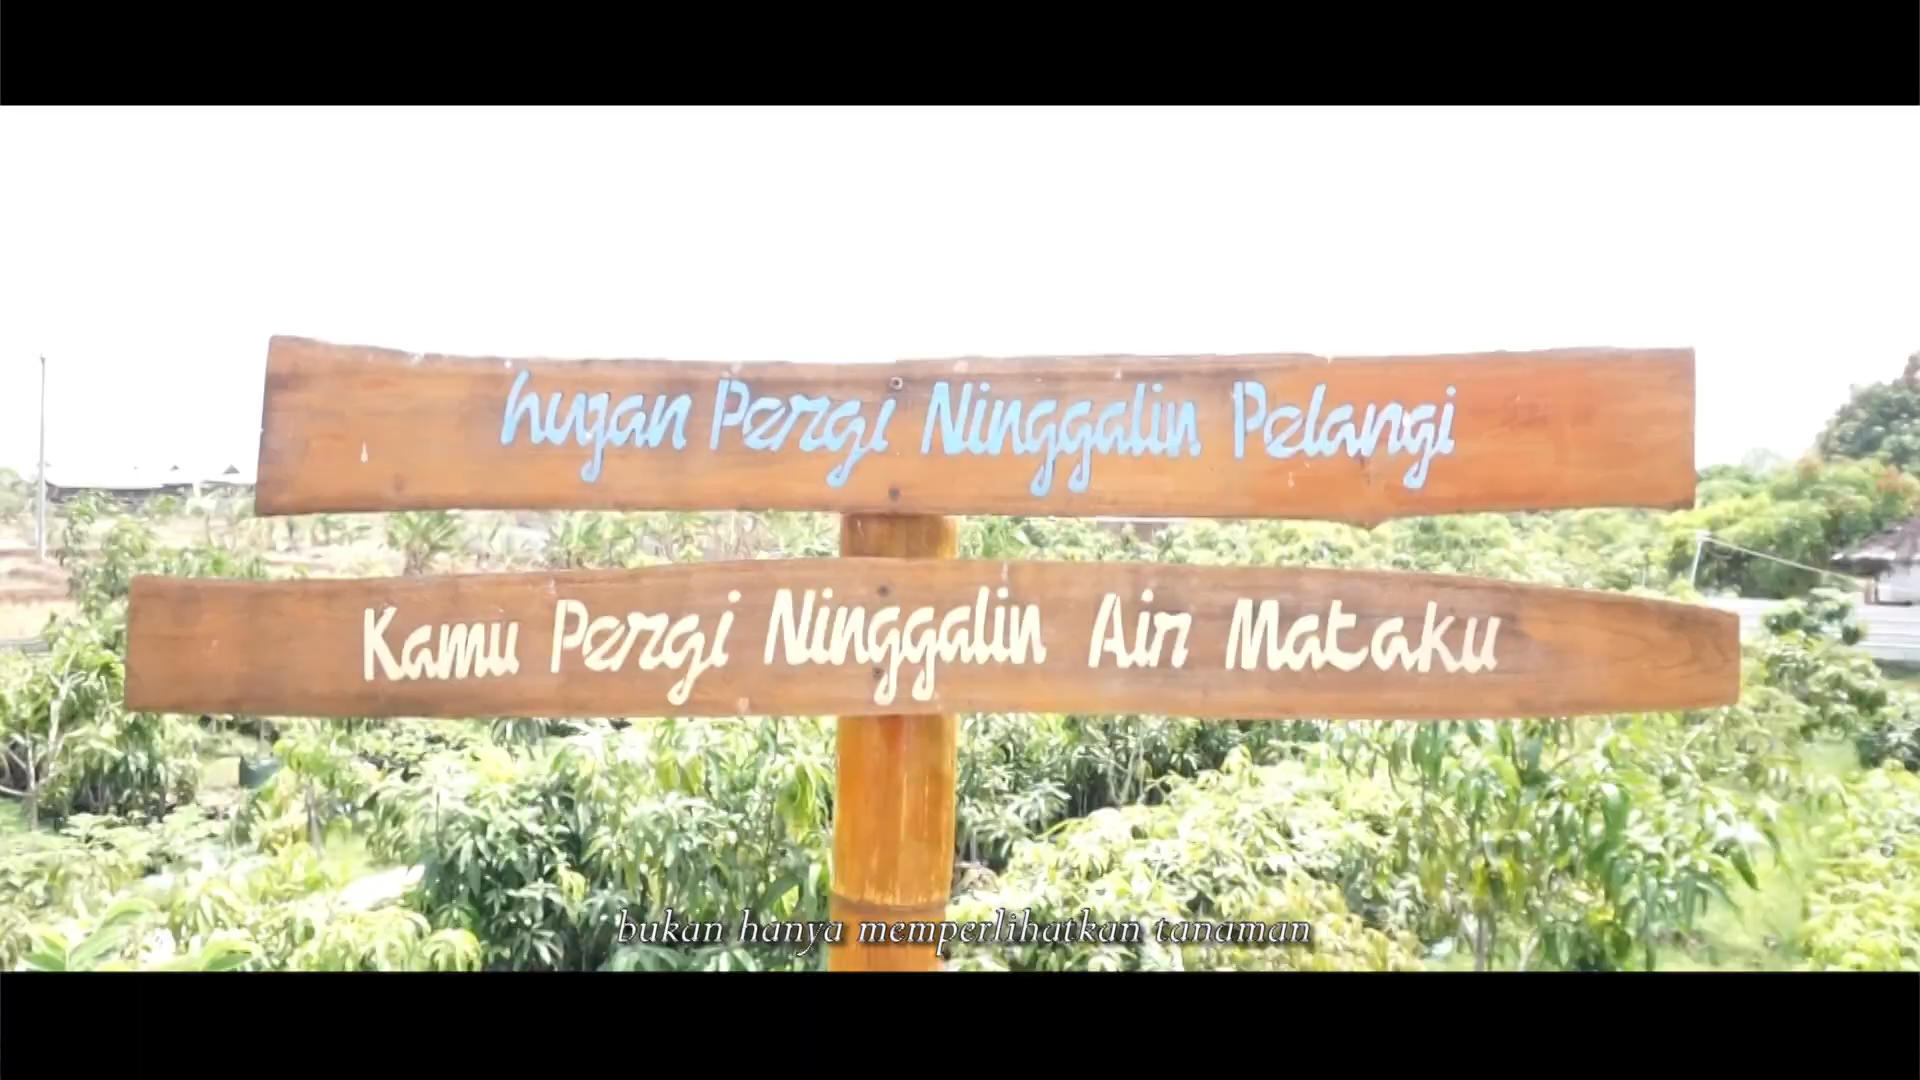 hujan Pergi Ninggalin Pelangi
Kamu Pergi Ninggalin Air Mataku
bukan hanya memperlihatkan tanaman